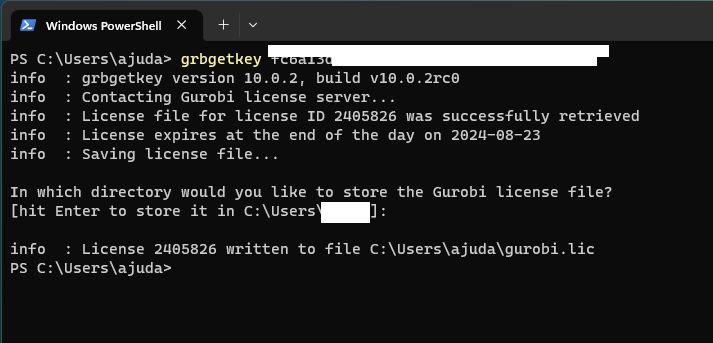 Windows PowerShell
PS C:\Users\ajuda> grbgetkey
info  : grbgetkey version 10.0.2, build v10.0.2rc0
info  : Contacting Gurobi license server...
info  : License file for license ID 2405826 was successfully retrieved
info  : License expires at the end of the day on 2024-08-23
info  : Saving license file...
In which directory would you like to store the Gurobi license file?
[hit Enter to store it in C:\Users\ ]:
info  : License 2405826 written to file C:\Users\ajuda\gurobi.lic
PS C:\Users\ajuda>